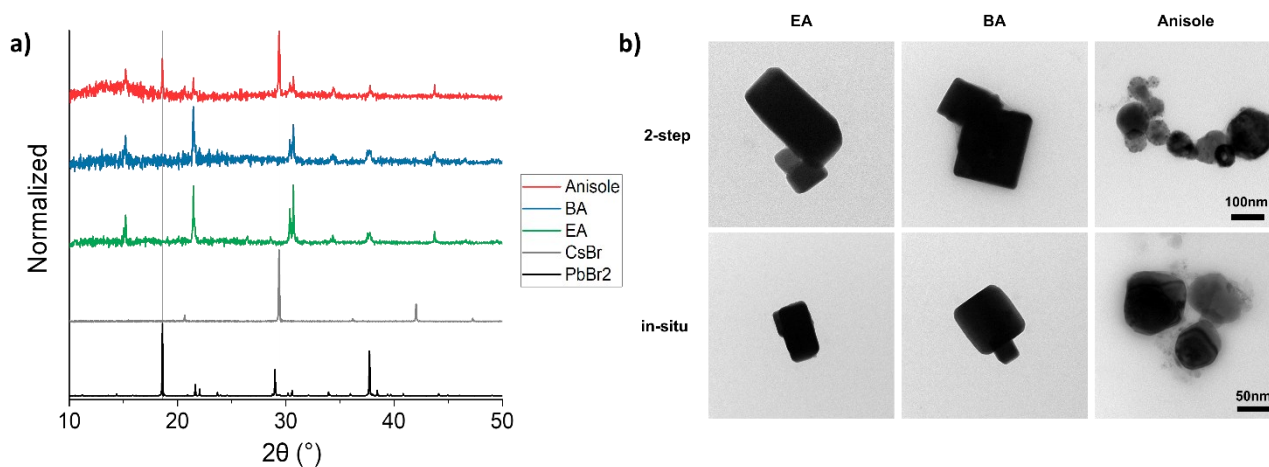 a)
Normalized
Anisole
BA
EA
CsBr
PbBr2
10 20 30 40 50
2θ (°)
b)
EA BA Anisole
2-step
100nm
in-situ
50nm